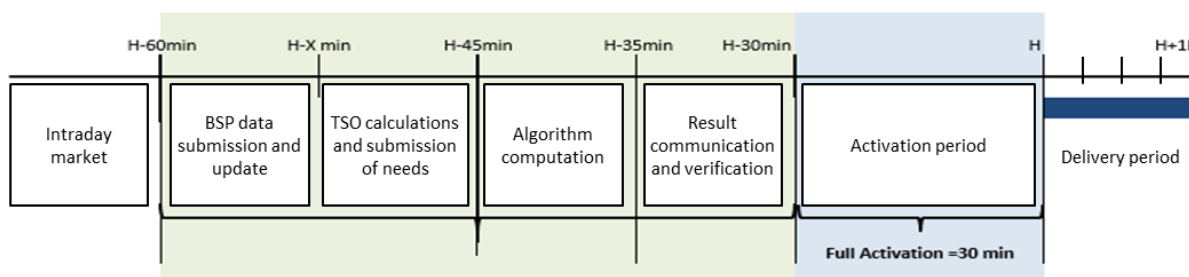 H-60min
H-X min
H-45min
H-35min
H-30min
H
H+1
Intraday
market
BSP data
submission and
update
TSO calculations
and submission
of needs
Algorithm
computation
Result
communication
and verification
Activation period
Delivery period
Full Activation =30 min